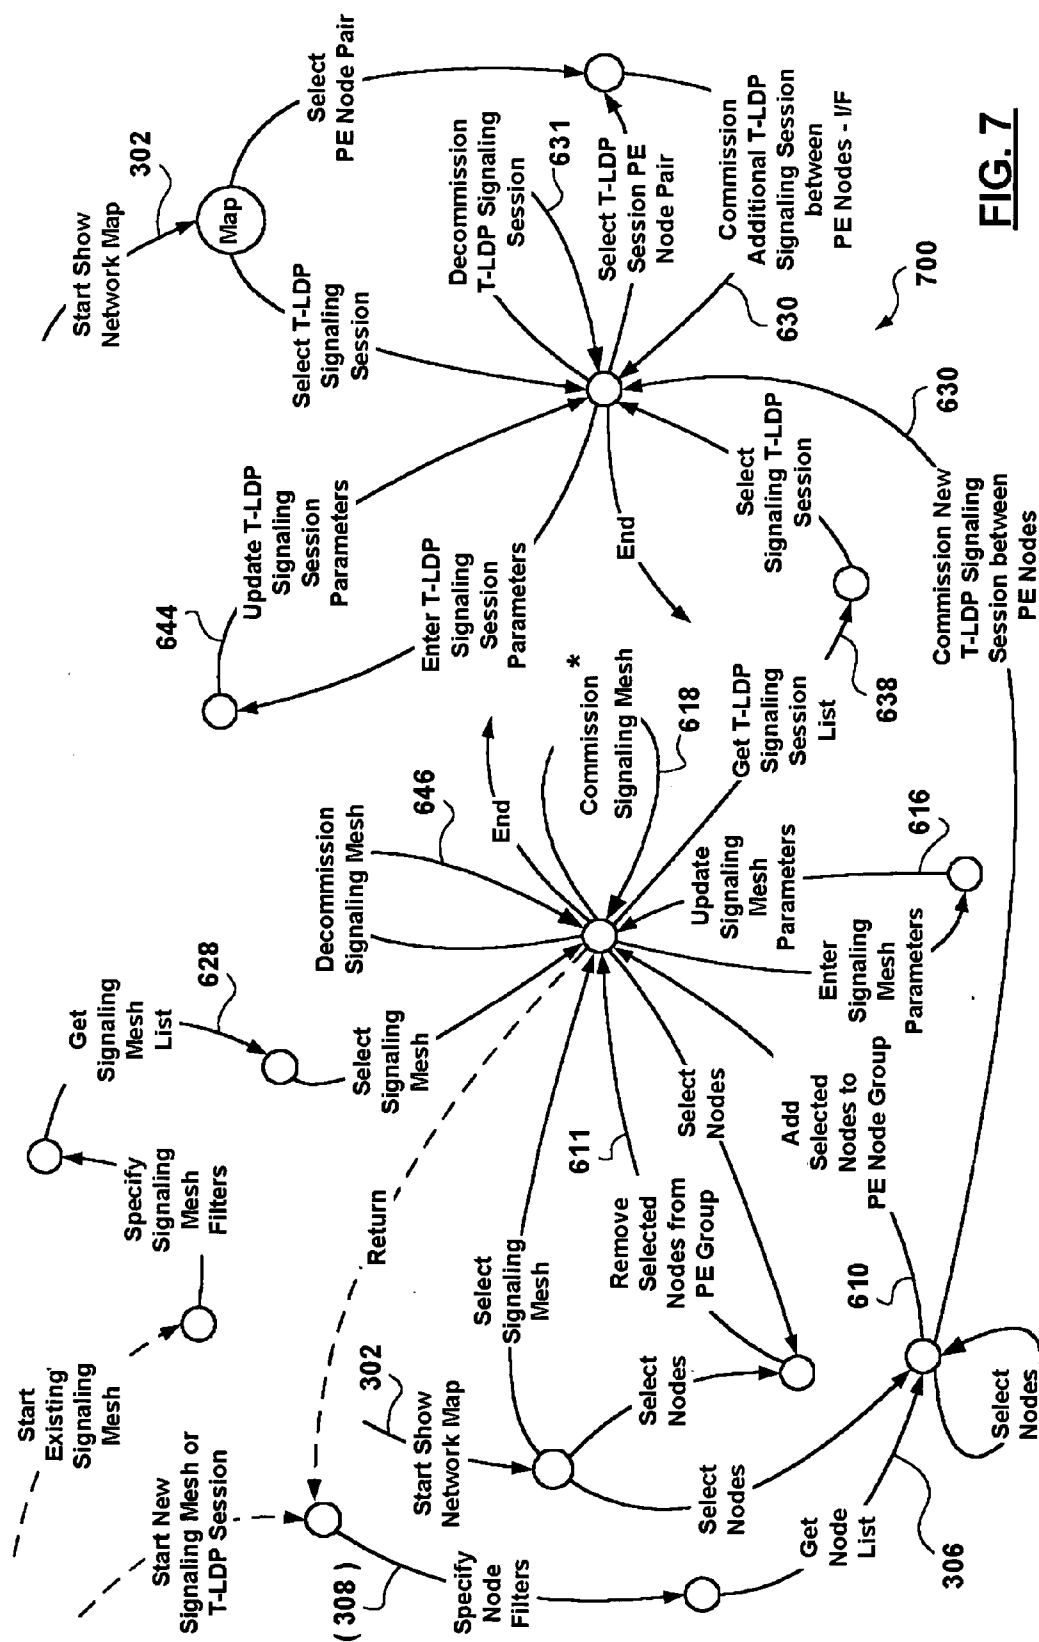 Start
Existing'
Signaling
Mesh
Start New
Signaling Mesh or
T-LDP Session
(308)
Specify
Node
Filters
Get
Node
List
306
Specify
Signaling
Mesh
Filters
Get
Signaling
Mesh
List
628
Select
Signaling
Mesh
Return
302
Start Show
Network Map
Select
Signaling
Mesh
Select
Nodes
Select
Nodes
Select
Nodes
Remove
Selected
Nodes from
PE Group
611
Select
Nodes
610
Add
Selected
Nodes to
PE Node Group
Enter
Signaling
Mesh
Parameters
616
Update
Signaling
Mesh
Parameters
Decommission
Signaling Mesh
646
End
Commission*
Signaling Mesh
618
Get T-LDP
Signaling
Session
List
638
Select
Signaling T-LDP
Session
Commission New
T-LDP Signaling
Session between
PE Nodes
630
644
Update T-LDP
Signaling
Session
Parameters
Enter T-LDP
Signaling
Session
Parameters
End
Start Show
Network Map
302
Map
Select T-LDP
Signaling
Session
Select
PE Node Pair
Decommission
T-LDP Signaling
Session
631
Select T-LDP
Session PE
Node Pair
Commission
Additional T-LDP
Signaling Session
between
PE Nodes - I/F
630
700
FIG. 7